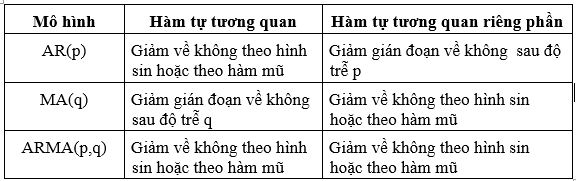 Mô hình Hàm tự tương quan Hàm tự tương quan riêng phần
AR(p) Giảm về không theo hình Giảm gián đoạn về không sau độ
sin hoặc theo hàm mũ trễ p
MA(q) Giảm gián đoạn về không Giảm về không theo hình sin
sau độ trễ q hoặc theo hàm mũ
ARMA(p,q) Giảm về không theo hình Giảm về không theo hình sin
sin hoặc theo hàm mũ hoặc theo hàm mũ